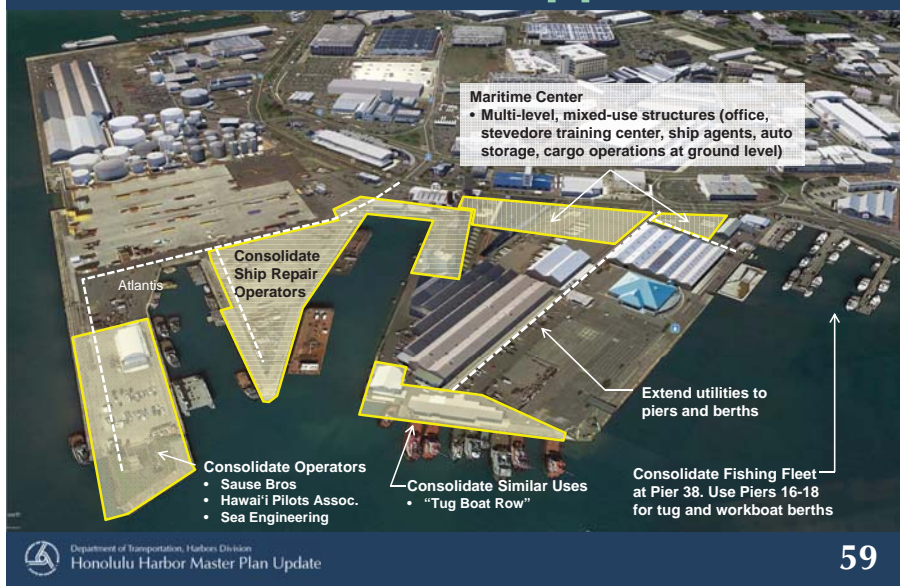 Maritime Center
• Multi-level, mixed-use structures (office,
stevedore training center, ship agents, auto
storage, cargo operations at ground level)
Consolidate
Ship Repair
Operators
Atlantis
Extend utilities to
piers and berths
Consolidate Operators
• Sause Bros
• Hawai‘i Pilots Assoc.
• Sea Engineering
Consolidate Similar Uses
• “Tug Boat Row”
Consolidate Fishing Fleet
at Pier 38. Use Piers 16-18
for tug and workboat berths
Department of Transportation, Harbors Division
Honolulu Harbor Master Plan Update
59